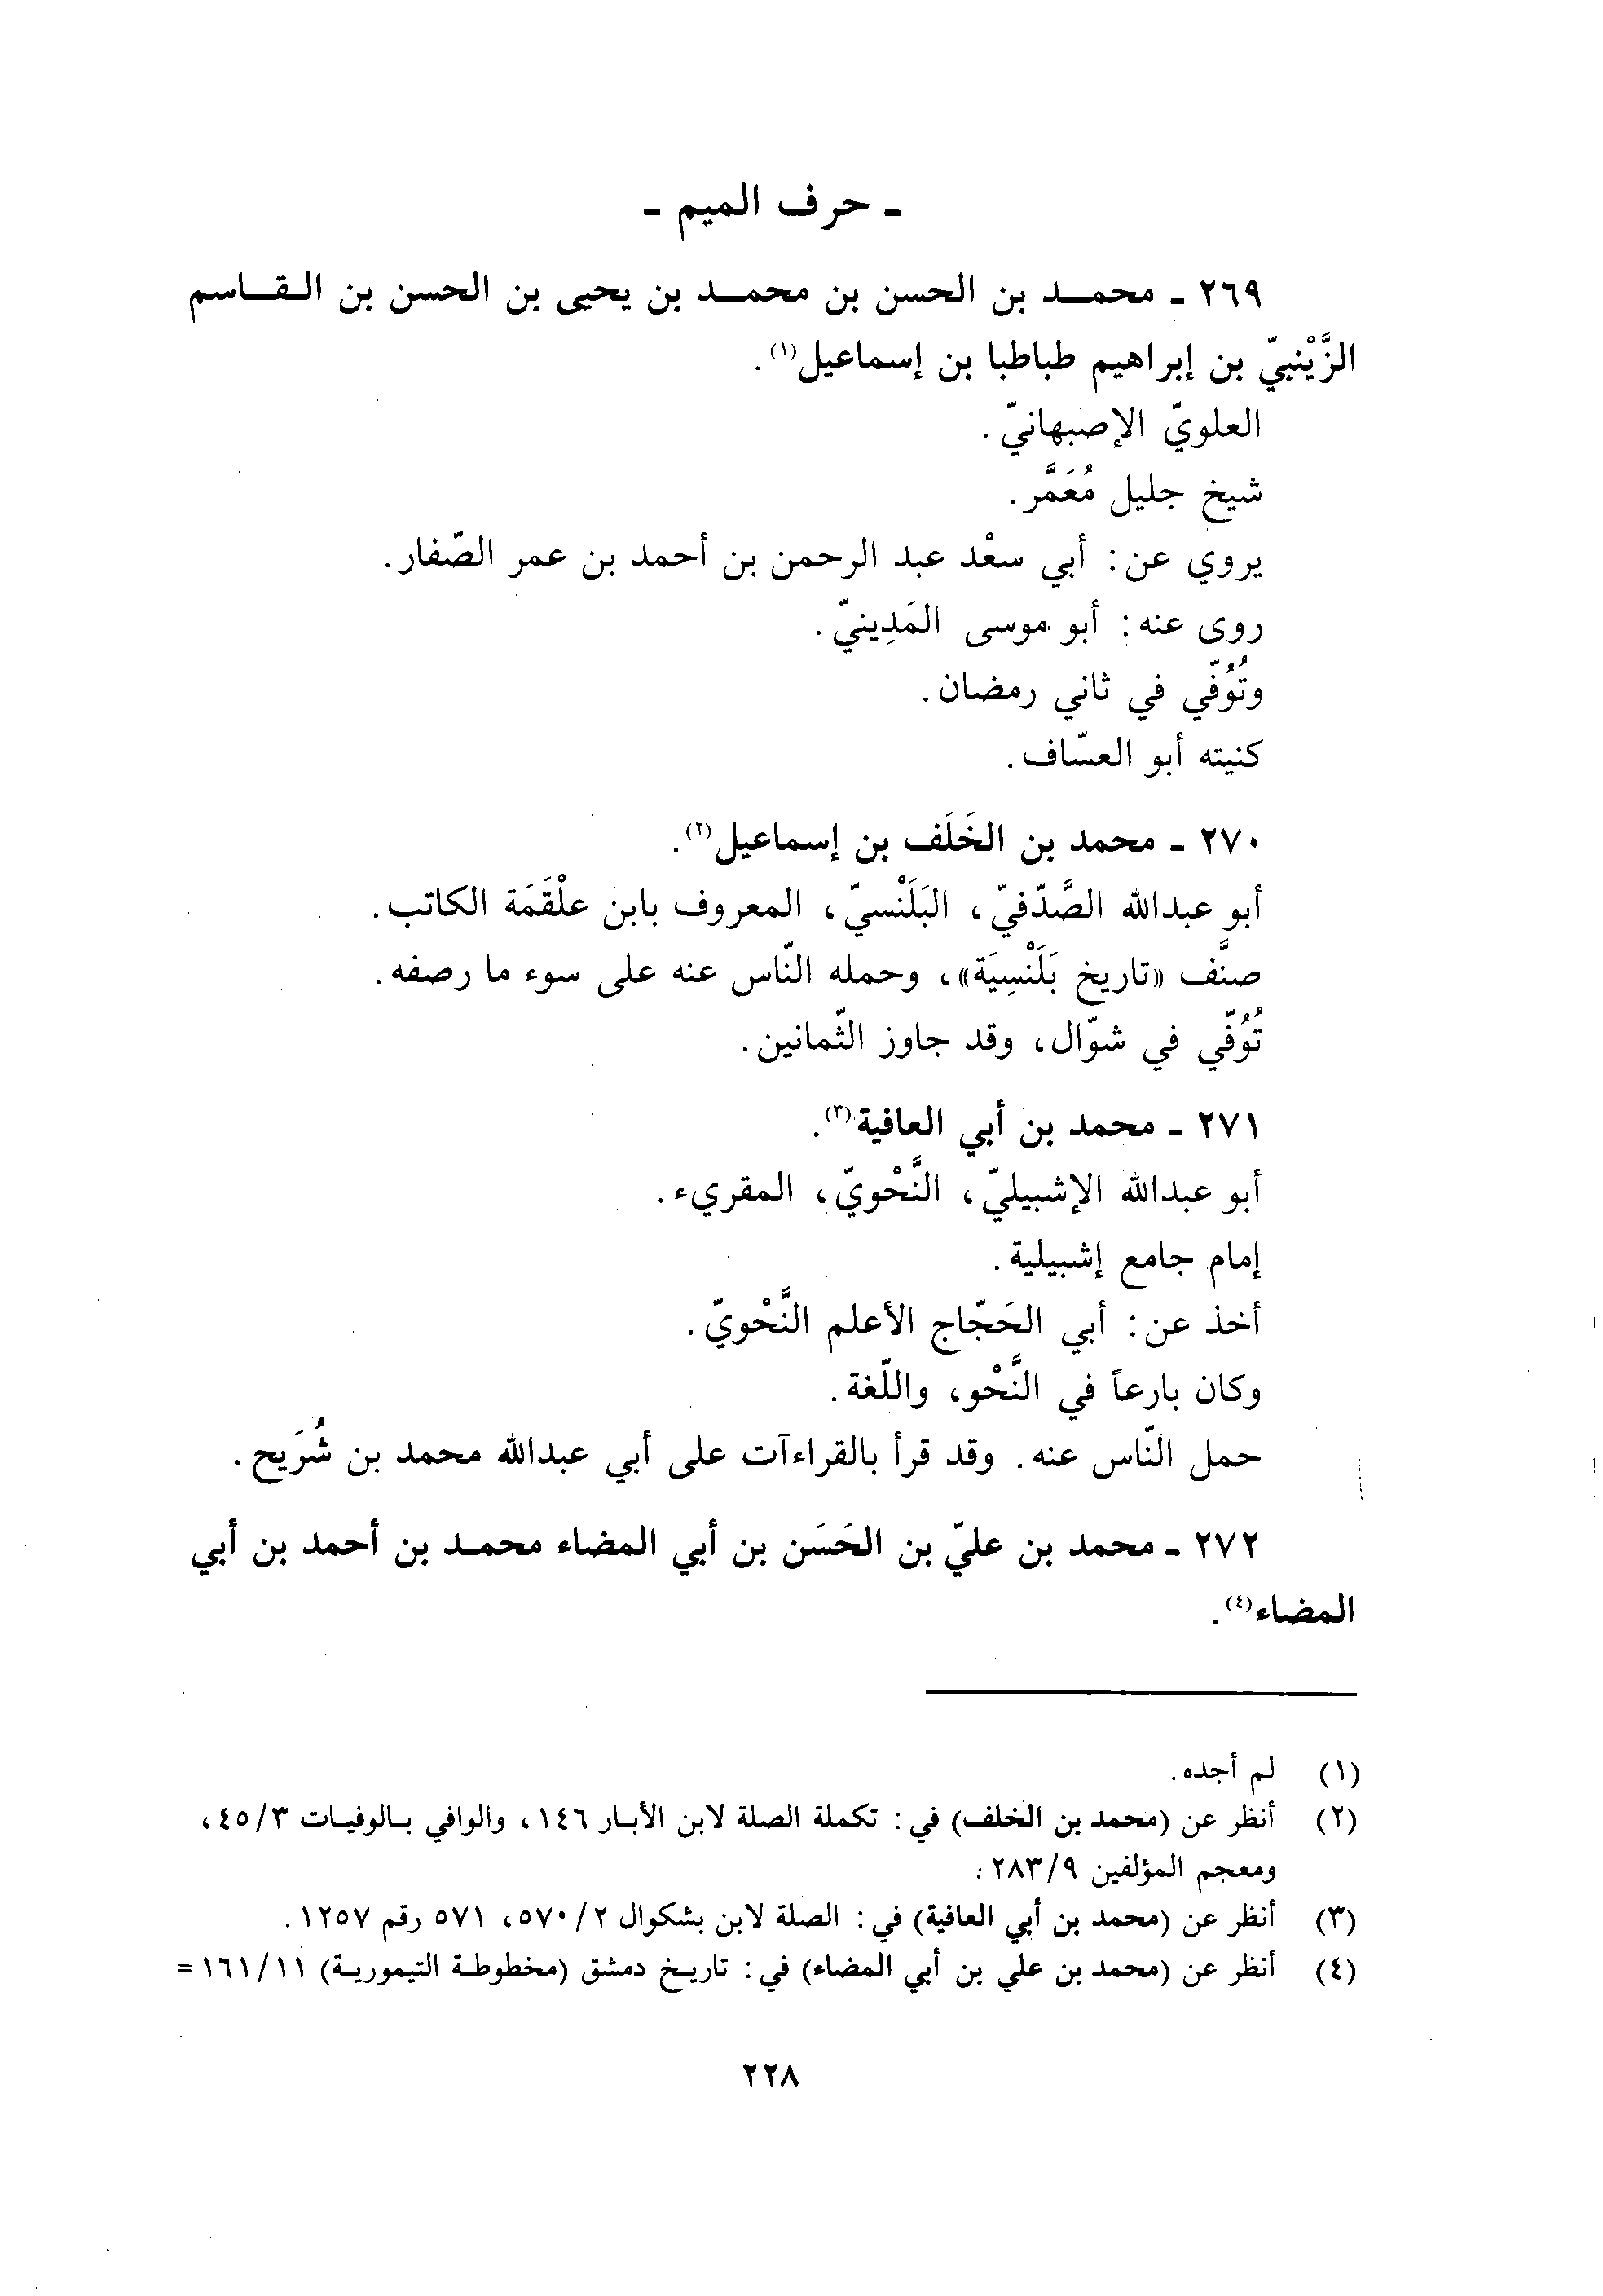 ـ حرف الميم ـ
٢٦٩ ـ محمـد بن الحسن بن محمـد بن يحيى بن الحسن بن القـاسم
الزَّيْنبيّ بن إبراهيم طباطبا بن إسماعيل(١).
العلويّ الإصبهانيّ.
شيخ جليل مُعَمَّر.
يروي عن: أبي سعْد عبد الرحمن بن أحمد بن عمر الصّفار.
روى عنه: أبو موسى المَدِينيّ.
وتُوُفّي في ثاني رمضان.
كنيته أبو العسّاف.
٢٧٠ ـ محمد بن الخَلَف بن إسماعيل(٢).
أبو عبدالله الصَّدّفيّ، البَلَنْسيّ، المعروف بابن علْقَمَة الكاتب.
صنَّف «تاريخ بَلَنْسِيَة»، وحمله النّاس عنه على سوء ما رصفه.
تُوُفّي في شوّال، وقد جاوز الثّمانين.
٢٧١ ـ محمد بن أبي العافية(٣).
أبو عبدالله الإشبيليّ، النَّحْويّ، المقريء.
إمام جامع إشبيلية.
أخذ عن: أبي الحَجّاج الأعلم النَّحْويّ.
وكان بارعاً في النَّحْو، واللّغة.
حمل النّاس عنه. وقد قرأ بالقراءآت على أبي عبدالله محمد بن شُرَيح.
٢٧٢ ـ محمد بن عليّ بن الحَسَن بن أبي المضاء محمـد بن أحمد بن أبي
المضاء(٤).
(١) لم أجده.
(٢) أنظر عن (محمد بن الخلف) في: تكملة الصلة لابن الأبـار ١٤٦، والوافي بـالوفيـات ٤٥/٣،
ومعجم المؤلفين ٢٨٣/٩:
(٣) أنظر عن (محمد بن أبي العافية) في: الصلة لابن بشكوال ٥٧٠/٢، ٥٧١ رقم ١٢٥٧.
(٤) أنظر عن (محمد بن علي بن أبي المضاء) في: تاريـخ دمشق (مخطوطـة التيموريـة) ١٦١/١١ =
٢٢٨